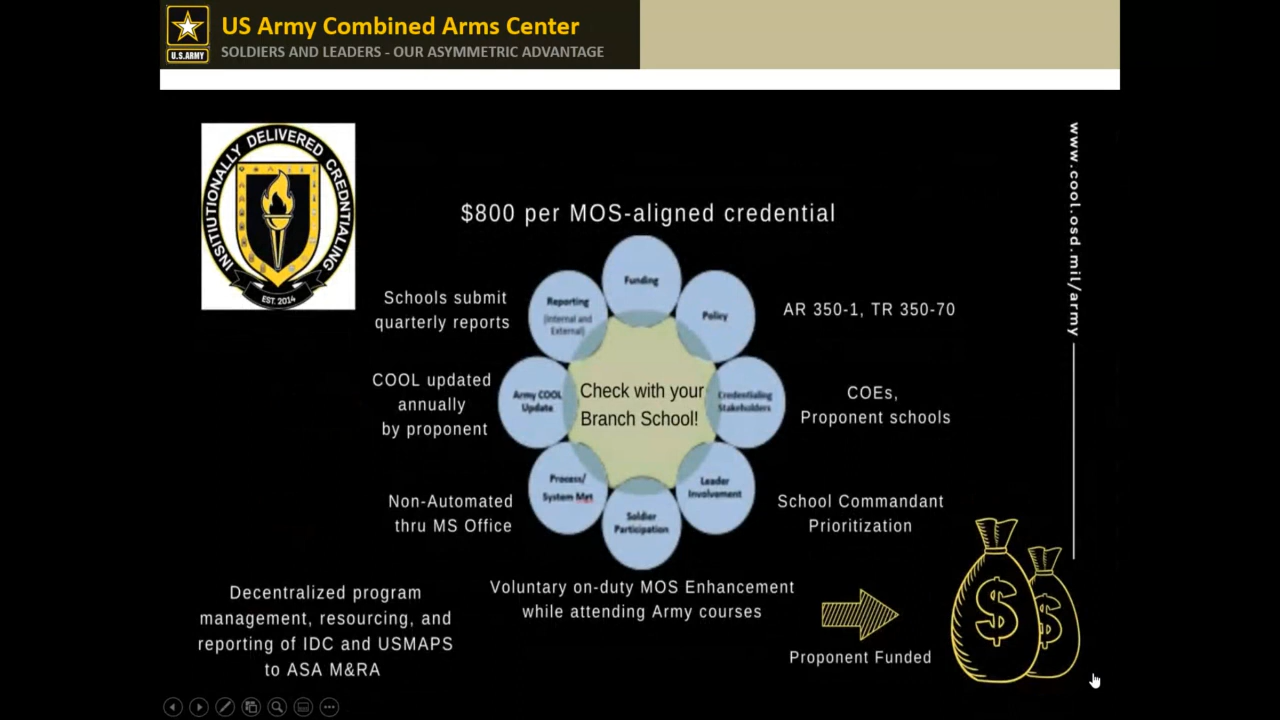 US Army Combined Arms Center
SOLDIERS AND LEADERS - OUR ASYMMETRIC ADVANTAGE
U.S.ARMY
INSITIUTIONALLY DELIVERED CREDNTIALING
EST. 2014
www.cool.osd.mil/army
$800 per MOS-aligned credential
Funding
Reporting
(Internal and
External)
Schools submit
quarterly reports
Policy
AR 350-1, TR 350-70
COOL updated
annually
by proponent
Army COOL
Update
Check with your
Branch School!
Credentialing
Stakeholders
COEs,
Proponent schools
Non-Automated
thru MS Office
Process/
System Mgt
Soldier
Participation
Leader
Involvement
School Commandant
Prioritization
Voluntary on-duty MOS Enhancement
while attending Army courses
Decentralized program
management, resourcing, and
reporting of IDC and USMAPS
to ASA M&RA
Proponent Funded
$
$